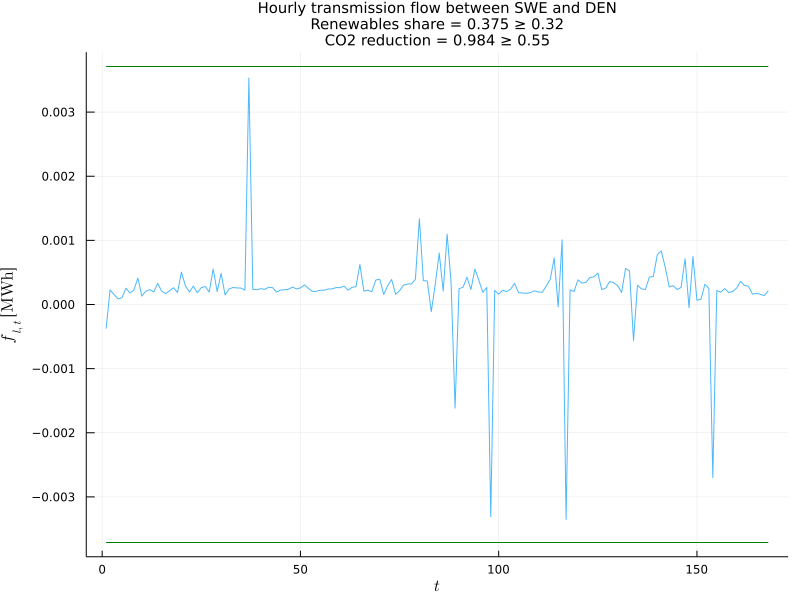 Hourly transmission flow between SWE and DEN
Renewables share = 0.375 ≥ 0.32
CO2 reduction = 0.984 ≥ 0.55
0.003
0.002
0.001
0.000
−0.001
−0.002
−0.003
f_{l,t} [MWh]
0 50 100 150
t